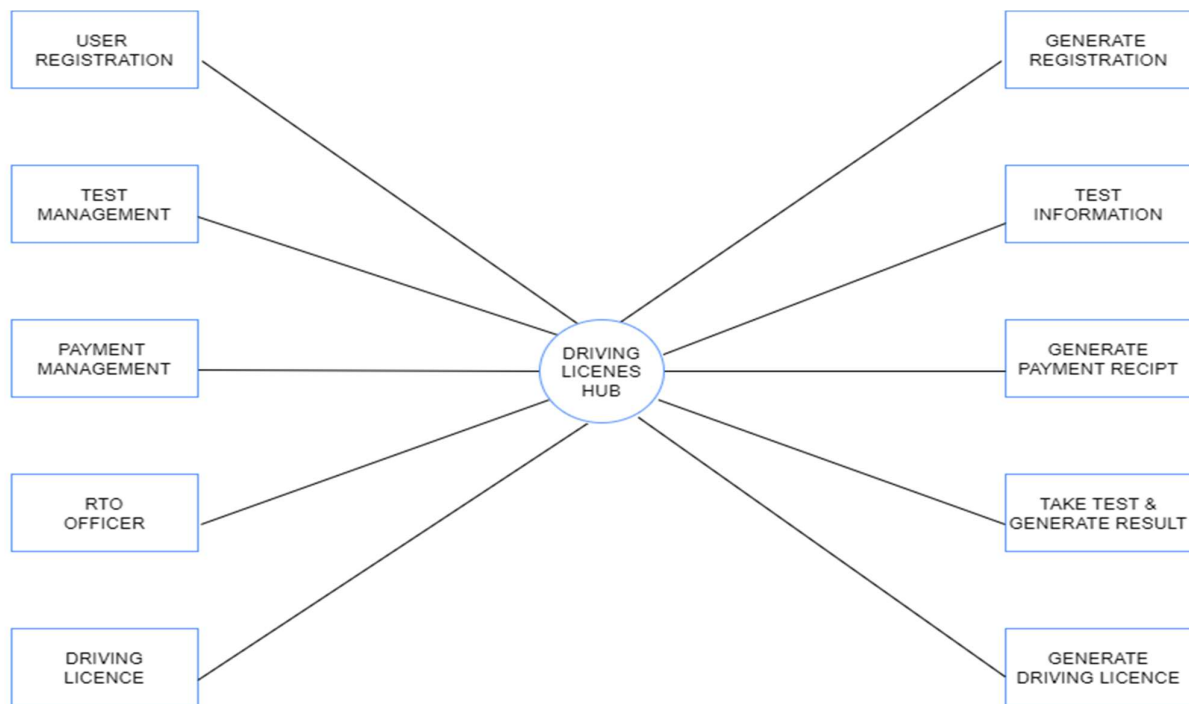 USER
REGISTRATION
GENERATE
REGISTRATION
TEST
MANAGEMENT
TEST
INFORMATION
PAYMENT
MANAGEMENT
DRIVING
LICENES
HUB
GENERATE
PAYMENT RECIPT
RTO
OFFICER
TAKE TEST &
GENERATE RESULT
DRIVING
LICENCE
GENERATE
DRIVING LICENCE